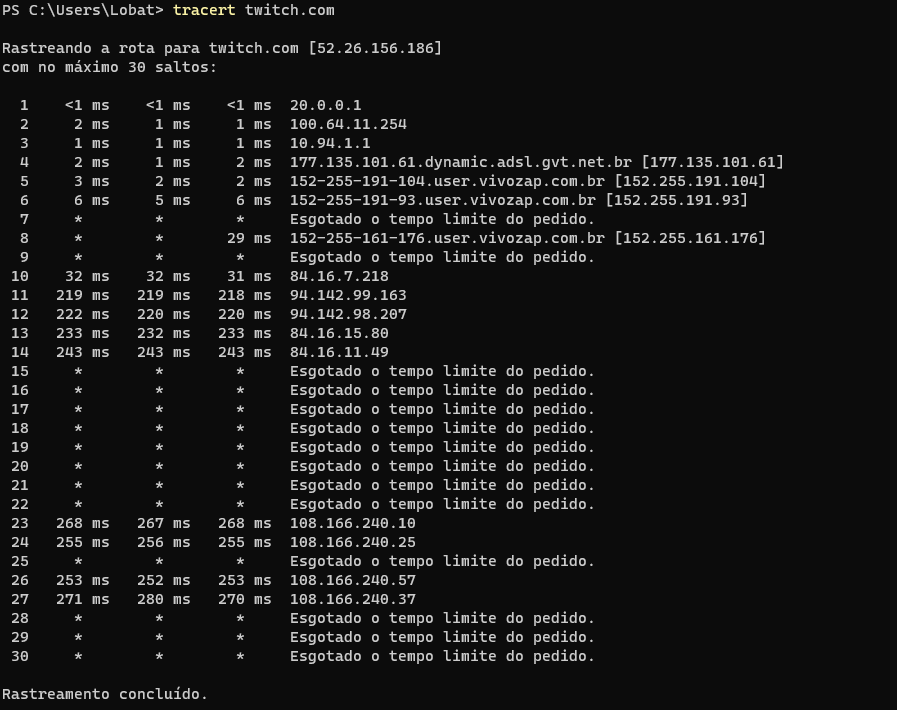 PS C:\Users\Lobat> tracert twitch.com
Rastreando a rota para twitch.com [52.26.156.186]
com no máximo 30 saltos:
1 <1 ms <1 ms <1 ms 20.0.0.1
2 2 ms 1 ms 1 ms 100.64.11.254
3 1 ms 1 ms 1 ms 10.94.1.1
4 2 ms 1 ms 2 ms 177.135.101.61.dynamic.adsl.gvt.net.br [177.135.101.61]
5 3 ms 2 ms 2 ms 152-255-191-104.user.vivozap.com.br [152.255.191.104]
6 6 ms 5 ms 6 ms 152-255-191-93.user.vivozap.com.br [152.255.191.93]
7 * * * Esgotado o tempo limite do pedido.
8 * * 29 ms 152-255-161-176.user.vivozap.com.br [152.255.161.176]
9 * * * Esgotado o tempo limite do pedido.
10 32 ms 32 ms 31 ms 84.16.7.218
11 219 ms 219 ms 218 ms 94.142.99.163
12 222 ms 220 ms 220 ms 94.142.98.207
13 233 ms 232 ms 233 ms 84.16.15.80
14 243 ms 243 ms 243 ms 84.16.11.49
15 * * * Esgotado o tempo limite do pedido.
16 * * * Esgotado o tempo limite do pedido.
17 * * * Esgotado o tempo limite do pedido.
18 * * * Esgotado o tempo limite do pedido.
19 * * * Esgotado o tempo limite do pedido.
20 * * * Esgotado o tempo limite do pedido.
21 * * * Esgotado o tempo limite do pedido.
22 * * * Esgotado o tempo limite do pedido.
23 268 ms 267 ms 268 ms 108.166.240.10
24 255 ms 256 ms 255 ms 108.166.240.25
25 * * * Esgotado o tempo limite do pedido.
26 253 ms 252 ms 253 ms 108.166.240.57
27 271 ms 280 ms 270 ms 108.166.240.37
28 * * * Esgotado o tempo limite do pedido.
29 * * * Esgotado o tempo limite do pedido.
30 * * * Esgotado o tempo limite do pedido.
Rastreamento concluído.